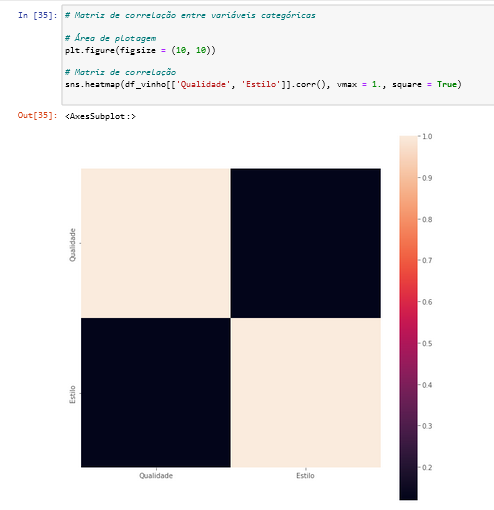 In [35]: # Matriz de correlação entre variáveis categóricas
# Área de plotagem
plt.figure(figsize = (10, 10))
# Matriz de correlação
sns.heatmap(df_vinho[['Qualidade', 'Estilo']].corr(), vmax = 1., square = True)
Out[35]: <AxesSubplot:>
1.0
0.9
0.8
0.7
0.6
0.5
0.4
0.3
0.2
Qualidade
Estilo
Qualidade
Estilo